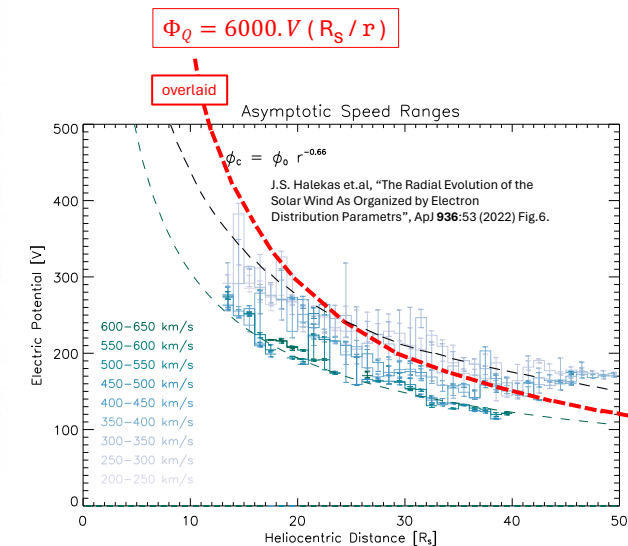 Φ_Q = 6000.V (R_S / r)
overlaid
Asymptotic Speed Ranges
ϕ_c = ϕ_o r^-0.66
J.S. Halekas et.al, “The Radial Evolution of the
Solar Wind As Organized by Electron
Distribution Parametrs”, ApJ 936:53 (2022) Fig.6.
Electric Potential [V]
500
400
300
200
100
0
600–650 km/s
550–600 km/s
500–550 km/s
450–500 km/s
400–450 km/s
350–400 km/s
300–350 km/s
250–300 km/s
200–250 km/s
0 10 20 30 40 50
Heliocentric Distance [R_s]